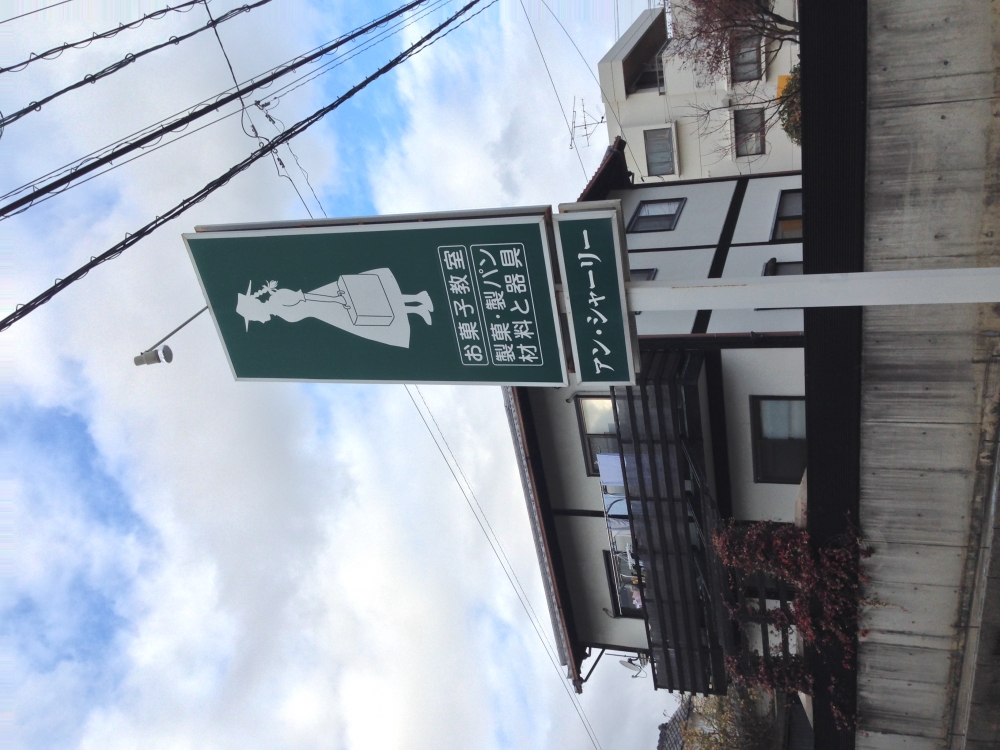 お菓子教室
製菓・製パン
材料と器具
アン・シャーリー